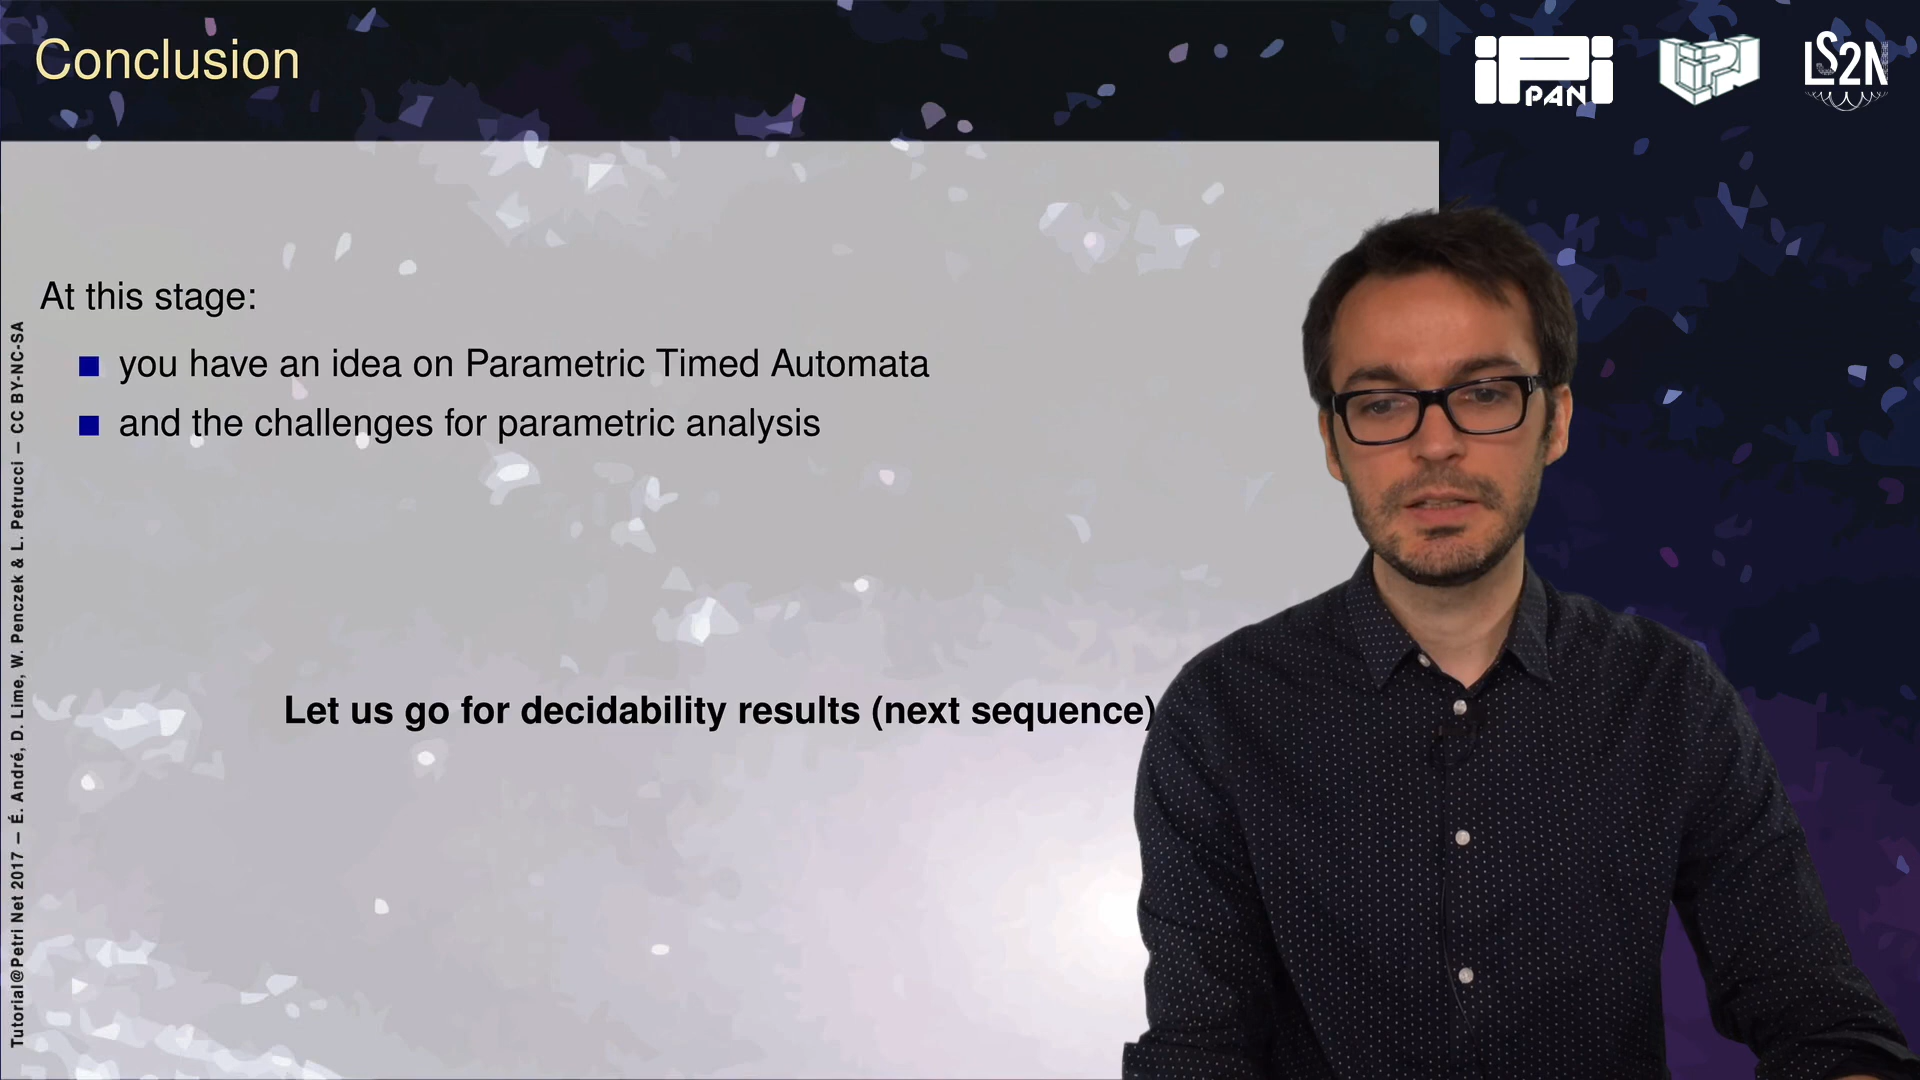 Conclusion
iPi
PAN
LIPN
LS2N
At this stage:
you have an idea on Parametric Timed Automata
and the challenges for parametric analysis
Let us go for decidability results (next sequence)
Tutorial@Petri Net 2017 — É. André, D. Lime, W. Penczek & L. Petrucci — CC BY-NC-SA